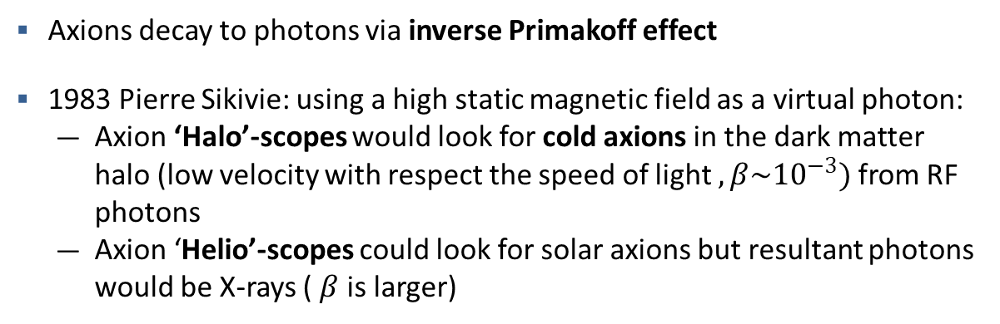 ▪ Axions decay to photons via inverse Primakoff effect
▪ 1983 Pierre Sikivie: using a high static magnetic field as a virtual photon:
— Axion ‘Halo’-scopes would look for cold axions in the dark matter
halo (low velocity with respect the speed of light , β~10⁻³) from RF
photons
— Axion ‘Helio’-scopes could look for solar axions but resultant photons
would be X-rays ( β is larger)